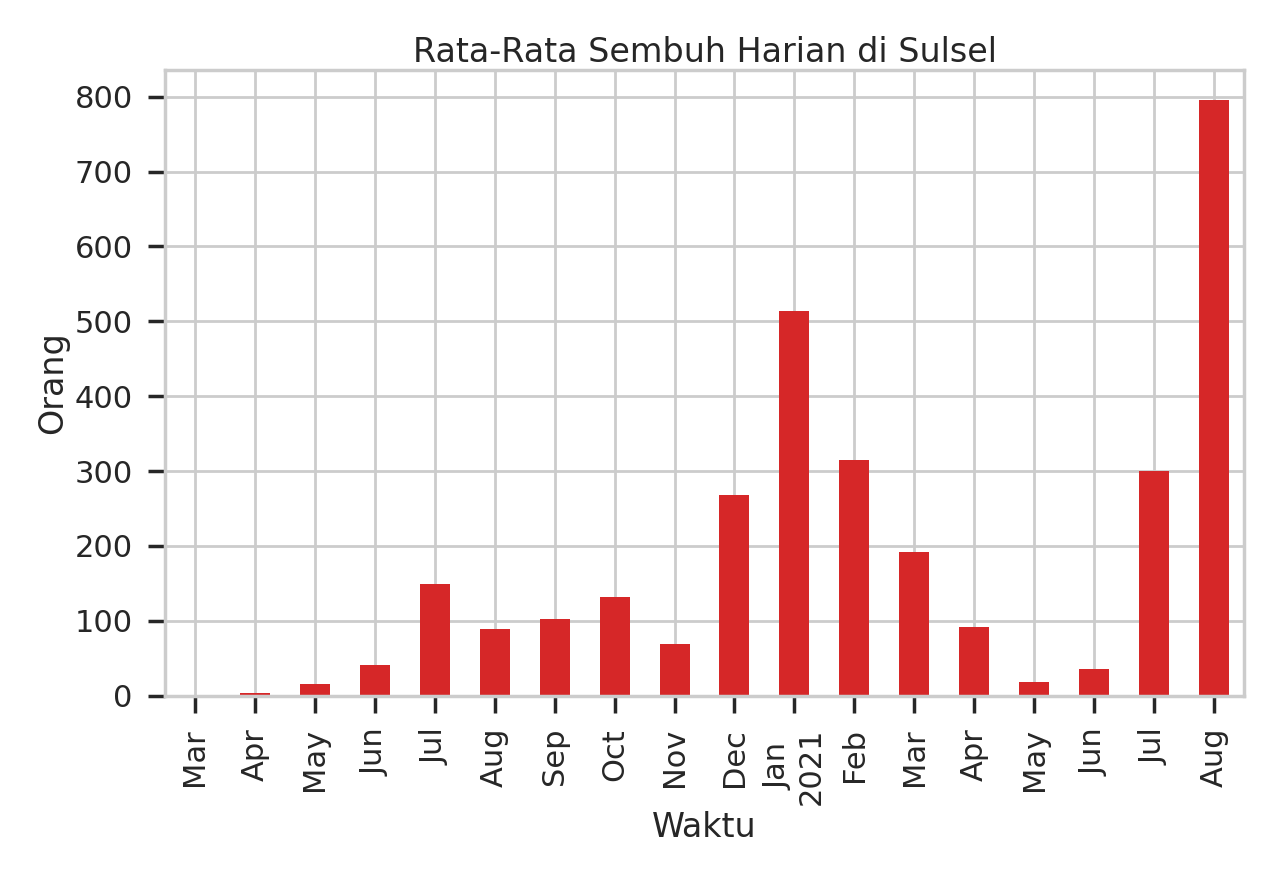 Rata-Rata Sembuh Harian di Sulsel
800
700
600
500
400
300
200
100
0
Orang
Mar
Apr
May
Jun
Jul
Aug
Sep
Oct
Nov
Dec
Jan
2021
Feb
Mar
Apr
May
Jun
Jul
Aug
Waktu